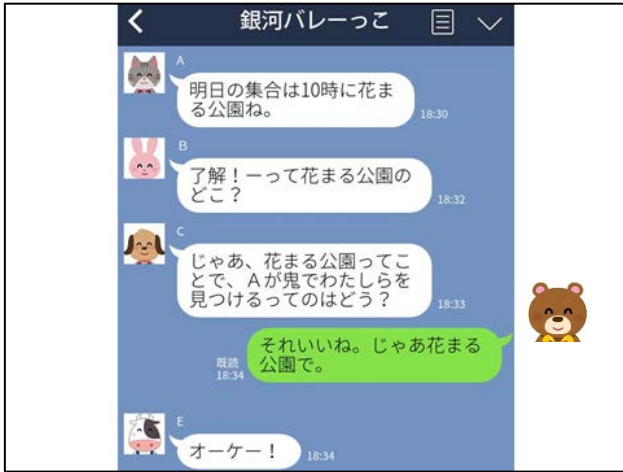 銀河バレーっこ
A
明日の集合は10時に花ま
る公園ね。
18:30
B
了解！ーって花まる公園の
どこ？
18:32
C
じゃあ、花まる公園ってこ
とで、Aが鬼でわたしらを
見つけるってのはどう？
18:33
それいいね。じゃあ花まる
公園で。
既読
18:34
E
オーケー！
18:34